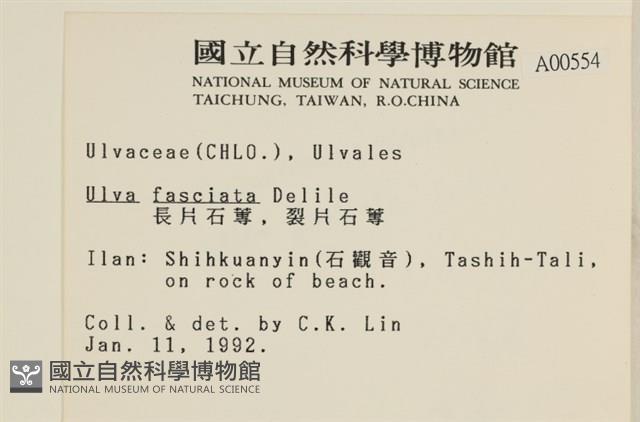 國立自然科學博物館
A00554
NATIONAL MUSEUM OF NATURAL SCIENCE
TAICHUNG, TAIWAN, R.O.CHINA
Ulvaceae(CHLO.), Ulvales
Ulva fasciata Delile
長片石蓴, 裂片石蓴
Ilan: Shihkuanyin(石觀音), Tashih-Tali,
on rock of beach.
Coll. & det. by C.K. Lin
Jan. 11, 1992.
國立自然科學博物館
NATIONAL MUSEUM OF NATURAL SCIENCE